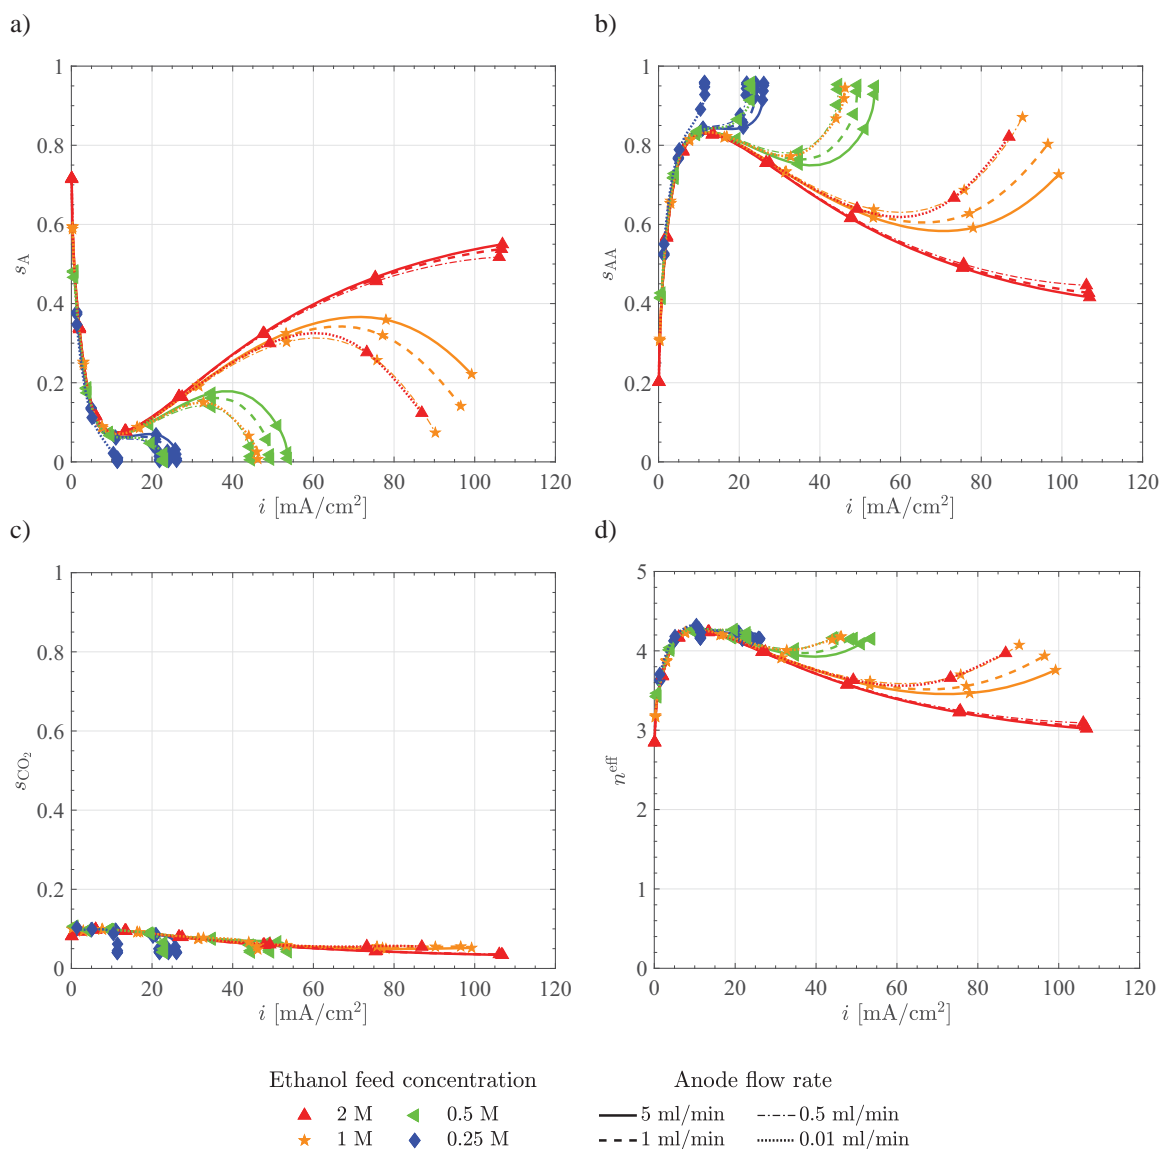 a)
b)
1
0.8
0.6
0.4
0.2
0
s_A
0 20 40 60 80 100 120
i [mA/cm²]
1
0.8
0.6
0.4
0.2
0
s_AA
0 20 40 60 80 100 120
i [mA/cm²]
c)
d)
1
0.8
0.6
0.4
0.2
0
s_CO₂
0 20 40 60 80 100 120
i [mA/cm²]
5
4
3
2
1
0
n^eff
0 20 40 60 80 100 120
i [mA/cm²]
Ethanol feed concentration
Anode flow rate
2 M 0.5 M 5 ml/min 0.5 ml/min
1 M 0.25 M 1 ml/min 0.01 ml/min